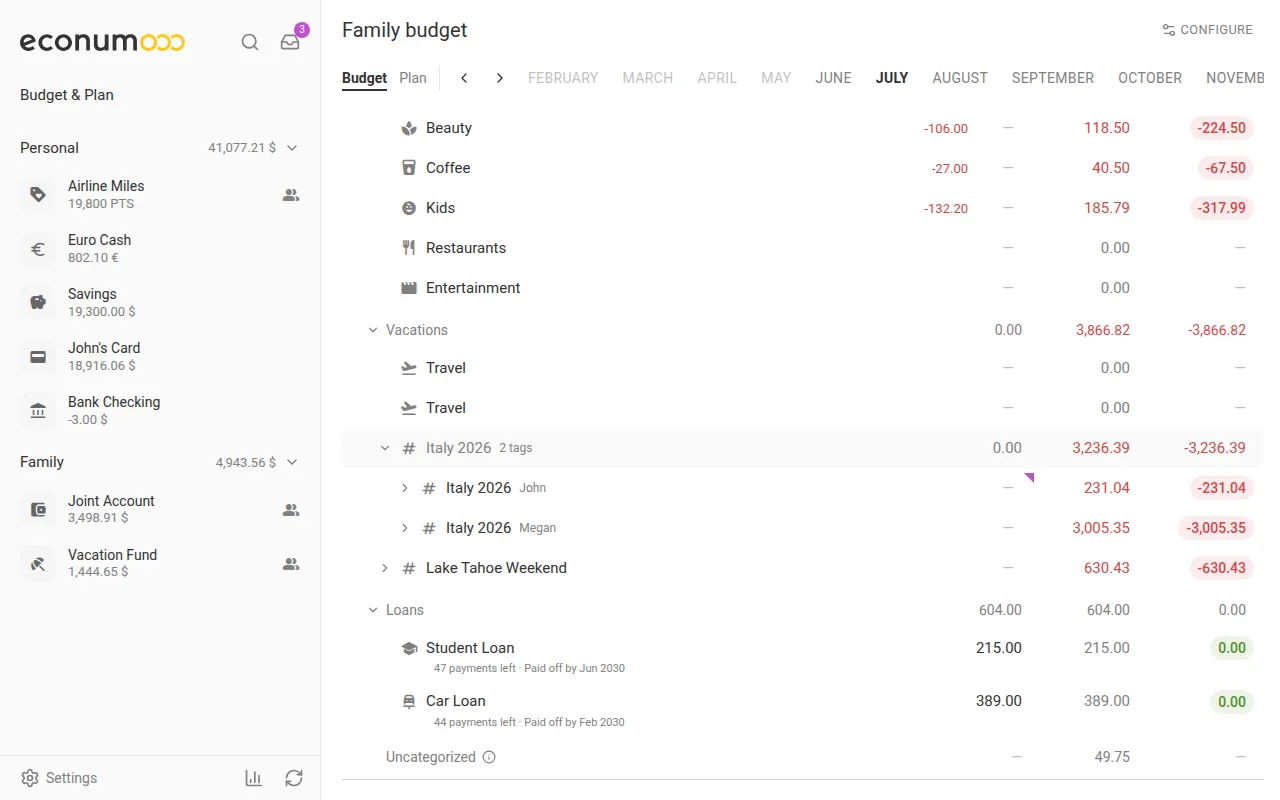 econumooo
3
Budget & Plan
Personal 41,077.21 $
Airline Miles
19,800 PTS
€
Euro Cash
802.10 €
Savings
19,300.00 $
John's Card
18,916.06 $
Bank Checking
-3.00 $
Family 4,943.56 $
Joint Account
3,498.91 $
Vacation Fund
1,444.65 $
Settings
Family budget CONFIGURE
Budget Plan FEBRUARY MARCH APRIL MAY JUNE JULY AUGUST SEPTEMBER OCTOBER NOVEMB
Beauty -106.00 — 118.50 -224.50
Coffee -27.00 — 40.50 -67.50
Kids -132.20 — 185.79 -317.99
Restaurants — 0.00 —
Entertainment — 0.00 —
Vacations 0.00 3,866.82 -3,866.82
Travel — 0.00 —
Travel — 0.00 —
# Italy 2026 2 tags 0.00 3,236.39 -3,236.39
# Italy 2026 John — 231.04 -231.04
# Italy 2026 Megan — 3,005.35 -3,005.35
# Lake Tahoe Weekend — 630.43 -630.43
Loans 604.00 604.00 0.00
Student Loan 215.00 215.00 0.00
47 payments left · Paid off by Jun 2030
Car Loan 389.00 389.00 0.00
44 payments left · Paid off by Feb 2030
Uncategorized — 49.75 —